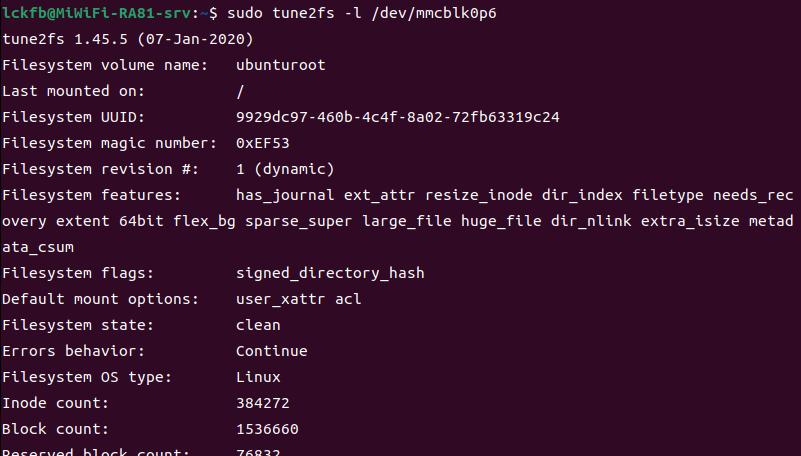 lckfb@MiWiFi-RA81-srv:~$ sudo tune2fs -l /dev/mmcblk0p6
tune2fs 1.45.5 (07-Jan-2020)
Filesystem volume name:   ubunturoot
Last mounted on:          /
Filesystem UUID:          9929dc97-460b-4c4f-8a02-72fb63319c24
Filesystem magic number:  0xEF53
Filesystem revision #:    1 (dynamic)
Filesystem features:      has_journal ext_attr resize_inode dir_index filetype needs_rec
overy extent 64bit flex_bg sparse_super large_file huge_file dir_nlink extra_isize metad
ata_csum
Filesystem flags:         signed_directory_hash
Default mount options:    user_xattr acl
Filesystem state:         clean
Errors behavior:          Continue
Filesystem OS type:       Linux
Inode count:              384272
Block count:              1536660
Reserved block count:     76832